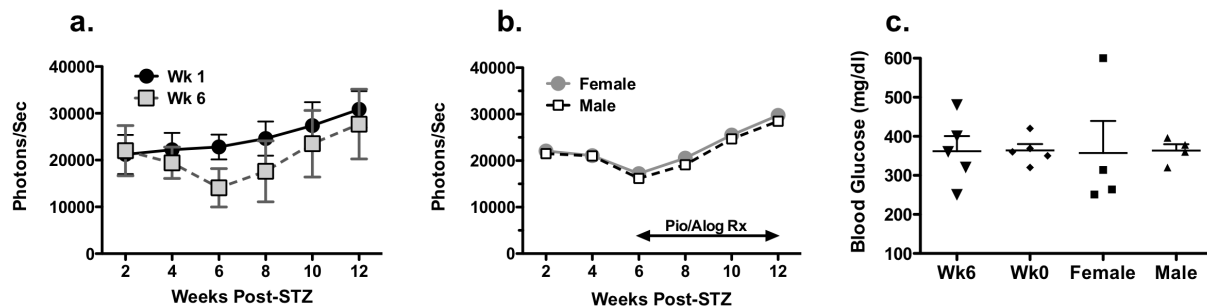 a.
Wk 1
Wk 6
40000
30000
20000
10000
0
Photons/Sec
2 4 6 8 10 12
Weeks Post-STZ
b.
Female
Male
40000
30000
20000
10000
0
Photons/Sec
Pio/Alog Rx
2 4 6 8 10 12
Weeks Post-STZ
c.
600
500
400
300
200
100
Blood Glucose (mg/dl)
Wk6 Wk0 Female Male